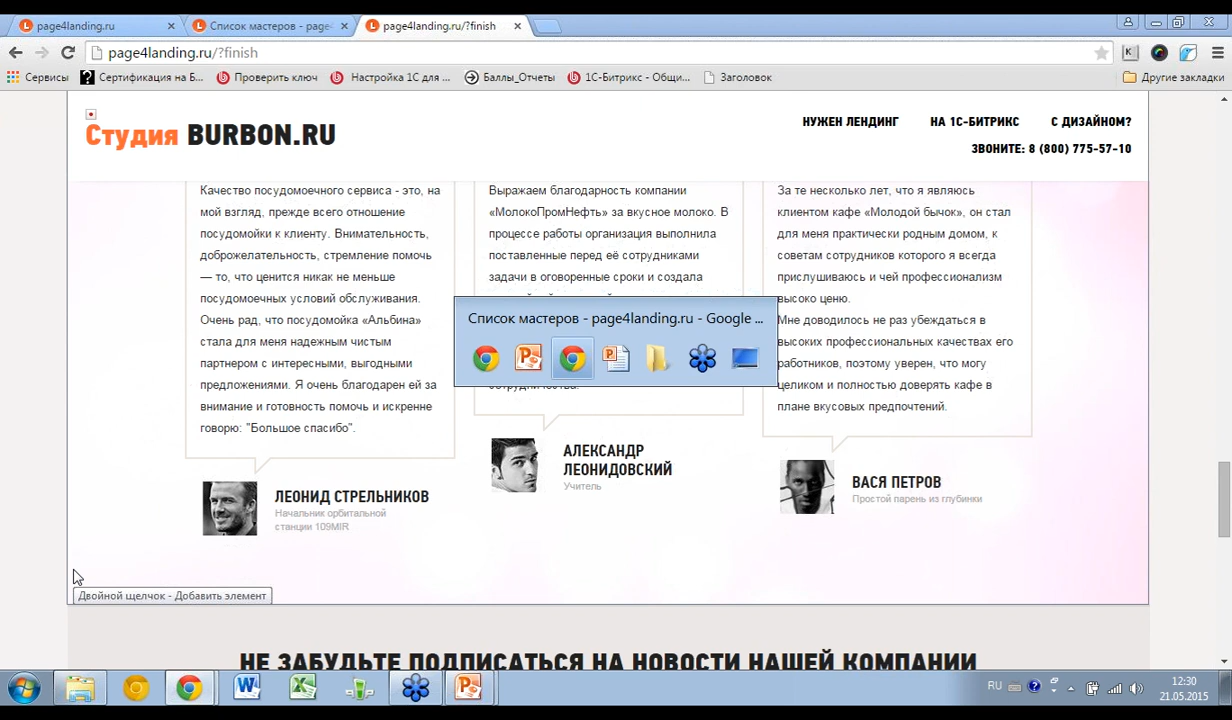 page4landing.ru
Список мастеров - page
page4landing.ru/?finish
page4landing.ru/?finish
Сервисы
Сертификация на Б...
Проверить ключ
Настройка 1С для ...
Баллы_Отчеты
1С-Битрикс - Общи...
Заголовок
Другие закладки
Студия BURBON.RU
НУЖЕН ЛЕНДИНГ
НА 1С-БИТРИКС
С ДИЗАЙНОМ?
ЗВОНИТЕ: 8 (800) 775-57-10
Качество посудомоечного сервиса - это, на
мой взгляд, прежде всего отношение
посудомойки к клиенту. Внимательность,
доброжелательность, стремление помочь
— то, что ценится никак не меньше
посудомоечных условий обслуживания.
Очень рад, что посудомойка «Альбина»
стала для меня надежным чистым
партнером с интересными, выгодными
предложениями. Я очень благодарен ей за
внимание и готовность помочь и искренне
говорю: "Большое спасибо".
ЛЕОНИД СТРЕЛЬНИКОВ
Начальник орбитальной
станции 109MIR
Выражаем благодарность компании
«МолокоПромНефть» за вкусное молоко. В
процессе работы организация выполнила
поставленные перед её сотрудниками
задачи в оговоренные сроки и создала
сотрудничества.
АЛЕКСАНДР
ЛЕОНИДОВСКИЙ
Учитель
За те несколько лет, что я являюсь
клиентом кафе «Молодой бычок», он стал
для меня практически родным домом, к
советам сотрудников которого я всегда
прислушиваюсь и чей профессионализм
высоко ценю.
Мне доводилось не раз убеждаться в
высоких профессиональных качествах его
работников, поэтому уверен, что могу
целиком и полностью доверять кафе в
плане вкусовых предпочтений.
ВАСЯ ПЕТРОВ
Простой парень из глубинки
Список мастеров - page4landing.ru - Google ...
Двойной щелчок - Добавить элемент
НЕ ЗАБУДЬТЕ ПОДПИСАТЬСЯ НА НОВОСТИ НАШЕЙ КОМПАНИИ
RU
12:30
21.05.2015